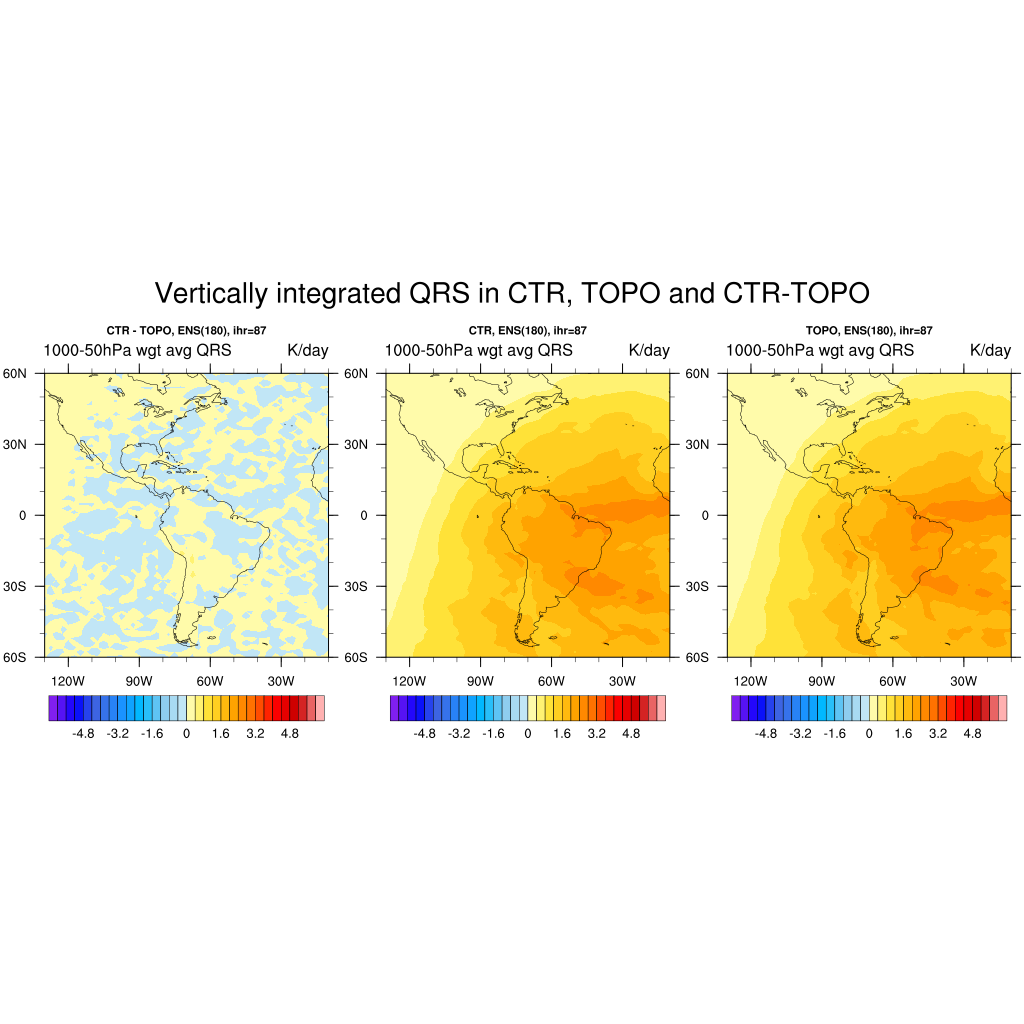 Vertically integrated QRS in CTR, TOPO and CTR-TOPO
CTR - TOPO, ENS(180), ihr=87
1000-50hPa wgt avg QRS K/day
60N
30N
0
30S
60S
120W 90W 60W 30W
-4.8 -3.2 -1.6 0 1.6 3.2 4.8
CTR, ENS(180), ihr=87
1000-50hPa wgt avg QRS K/day
60N
30N
0
30S
60S
120W 90W 60W 30W
-4.8 -3.2 -1.6 0 1.6 3.2 4.8
TOPO, ENS(180), ihr=87
1000-50hPa wgt avg QRS K/day
60N
30N
0
30S
60S
120W 90W 60W 30W
-4.8 -3.2 -1.6 0 1.6 3.2 4.8